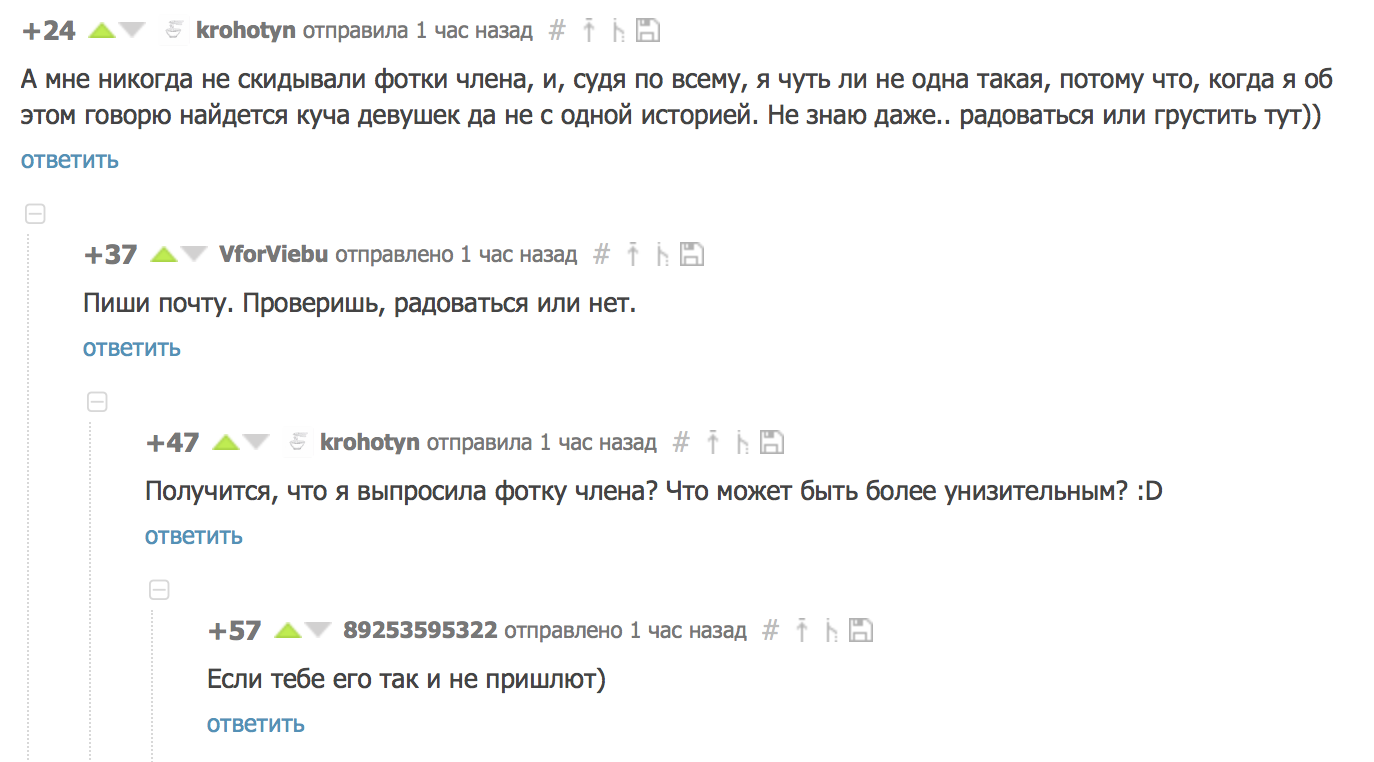 +24 krohotyn отправила 1 час назад #
А мне никогда не скидывали фотки члена, и, судя по всему, я чуть ли не одна такая, потому что, когда я об
этом говорю найдется куча девушек да не с одной историей. Не знаю даже.. радоваться или грустить тут))
ответить
+37 VforViebu отправлено 1 час назад #
Пиши почту. Проверишь, радоваться или нет.
ответить
+47 krohotyn отправила 1 час назад #
Получится, что я выпросила фотку члена? Что может быть более унизительным? :D
ответить
+57 89253595322 отправлено 1 час назад #
Если тебе его так и не пришлют)
ответить